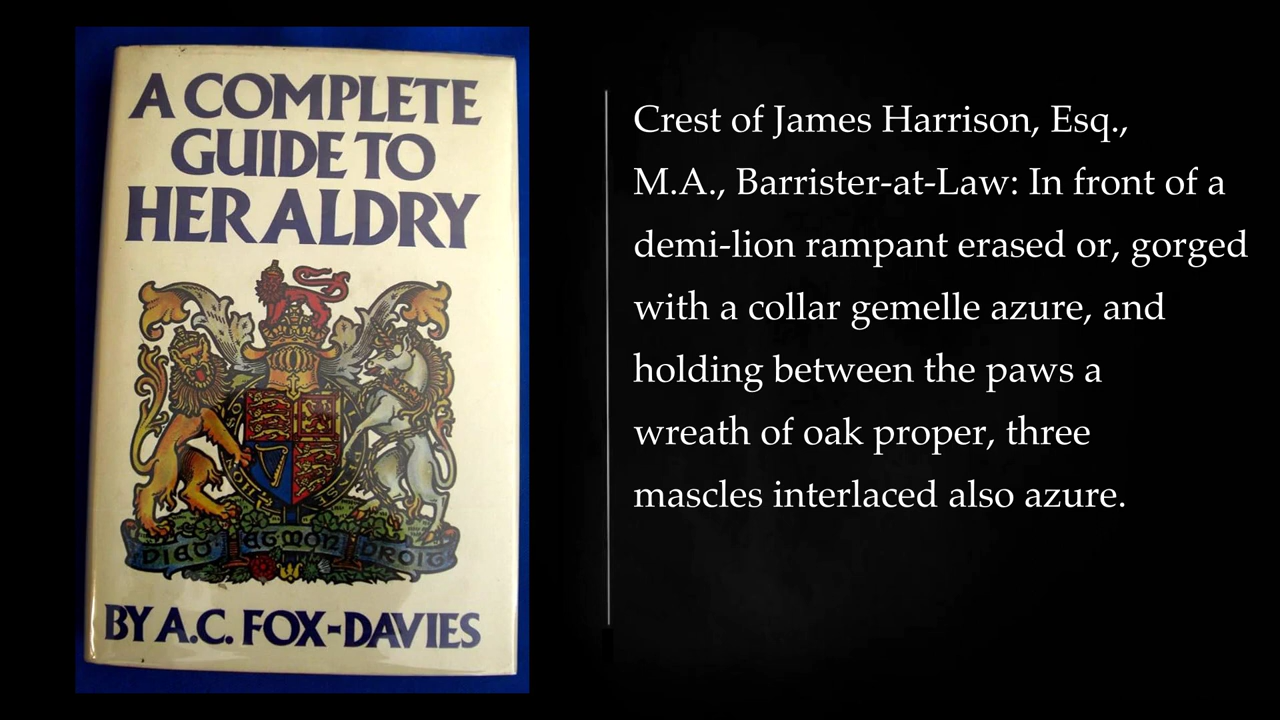 A COMPLETE
GUIDE TO
HERALDRY
DIEU ET MON DROIT
BY A.C. FOX-DAVIES
Crest of James Harrison, Esq.,
M.A., Barrister-at-Law: In front of a
demi-lion rampant erased or, gorged
with a collar gemelle azure, and
holding between the paws a
wreath of oak proper, three
mascles interlaced also azure.